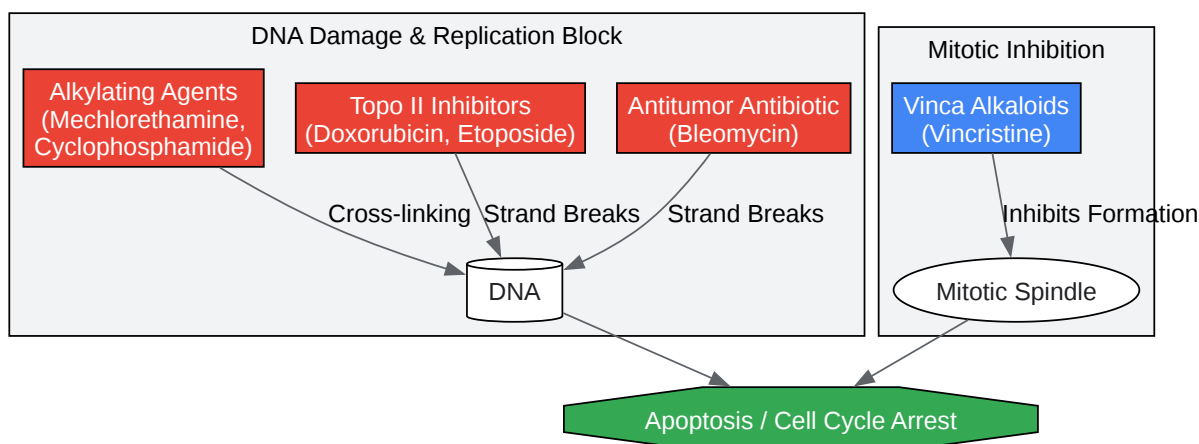 DNA Damage & Replication Block
Mitotic Inhibition
Alkylating Agents
(Mechlorethamine,
Cyclophosphamide)
Topo II Inhibitors
(Doxorubicin, Etoposide)
Antitumor Antibiotic
(Bleomycin)
Vinca Alkaloids
(Vincristine)
Cross-linking
Strand Breaks
Strand Breaks
Inhibits Formation
DNA
Mitotic Spindle
Apoptosis / Cell Cycle Arrest